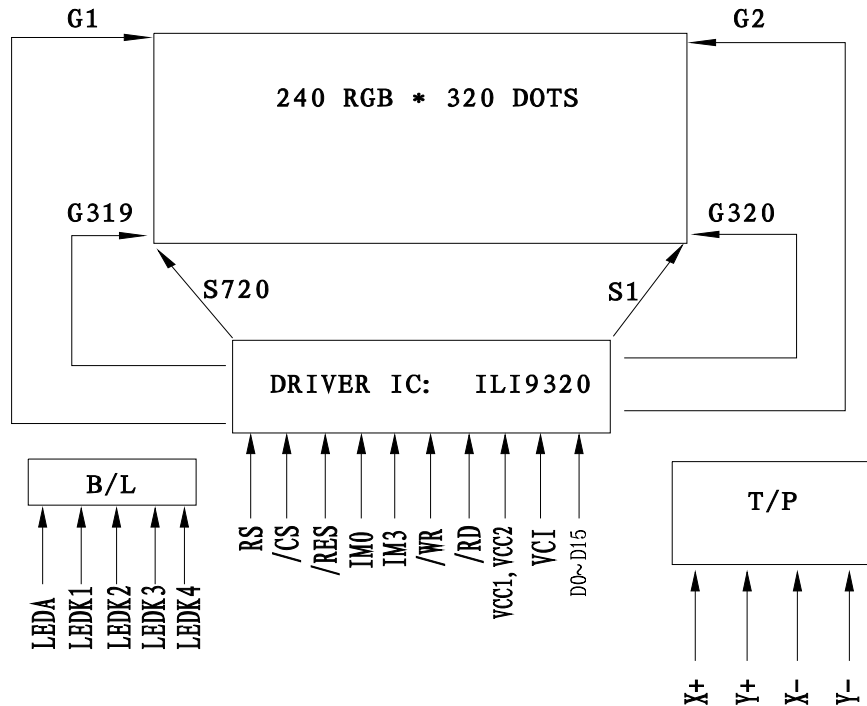 G1
G2
240 RGB * 320 DOTS
G319
G320
S720
S1
DRIVER IC: ILI9320
B/L
T/P
RS
/CS
/RES
IM0
IM3
/WR
/RD
VCC1,VCC2
VCI
D0~D15
LEDA
LEDK1
LEDK2
LEDK3
LEDK4
X+
Y+
X-
Y-